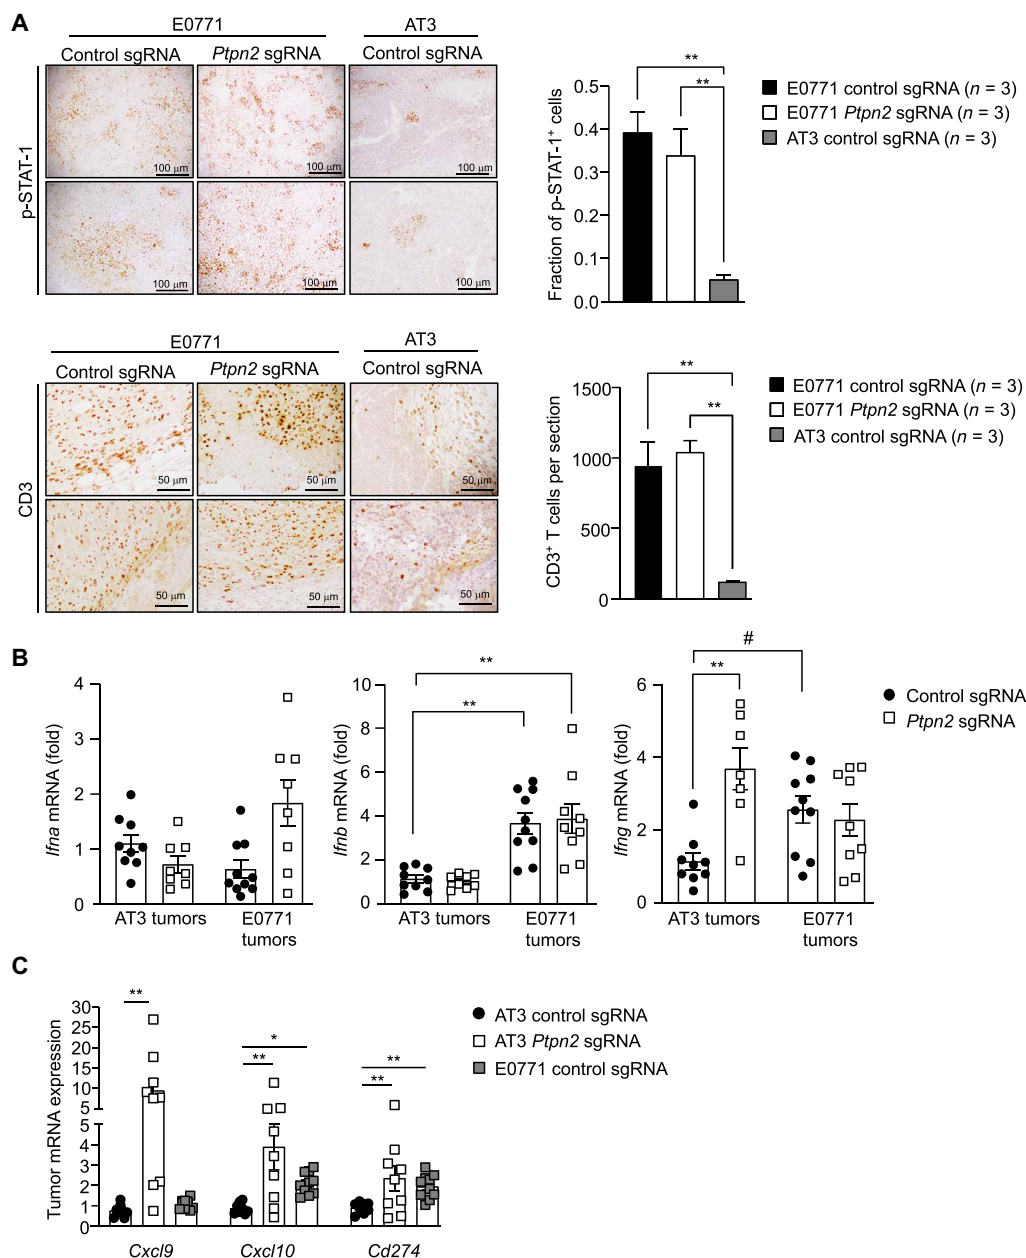 A
E0771
AT3
Control sgRNA
Ptpn2 sgRNA
Control sgRNA
p-STAT-1
100 μm
100 μm
100 μm
100 μm
100 μm
100 μm
**
**
Fraction of p-STAT-1+ cells
0.5
0.4
0.3
0.2
0.1
0.0
E0771 control sgRNA (n = 3)
E0771 Ptpn2 sgRNA (n = 3)
AT3 control sgRNA (n = 3)
E0771
AT3
Control sgRNA
Ptpn2 sgRNA
Control sgRNA
CD3
50 μm
50 μm
50 μm
50 μm
50 μm
50 μm
**
**
CD3+ T cells per section
1500
1000
500
0
E0771 control sgRNA (n = 3)
E0771 Ptpn2 sgRNA (n = 3)
AT3 control sgRNA (n = 3)
B
Ifna mRNA (fold)
4
3
2
1
0
AT3 tumors
E0771
tumors
**
**
Ifnb mRNA (fold)
10
8
6
4
2
0
AT3 tumors
E0771
tumors
#
**
Ifng mRNA (fold)
6
4
2
0
AT3 tumors
E0771
tumors
Control sgRNA
Ptpn2 sgRNA
C
Tumor mRNA expression
30
25
20
15
10
5
5
4
3
2
1
0
**
*
**
**
**
Cxcl9
Cxcl10
Cd274
AT3 control sgRNA
AT3 Ptpn2 sgRNA
E0771 control sgRNA